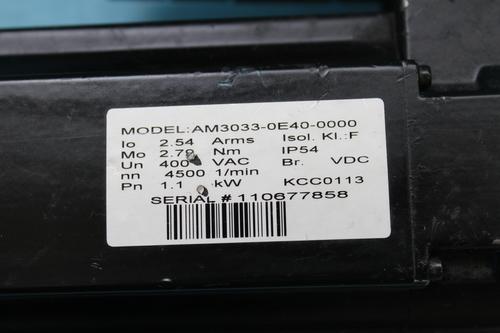 MODEL:AM3033-0E40-0000
Io 2.54 Arms Isol. Kl.:F
Mo 2.79 Nm IP54
Un 400 VAC Br. VDC
nn 4500 1/min
Pn 1.1 kW KCC0113
SERIAL # 110677858